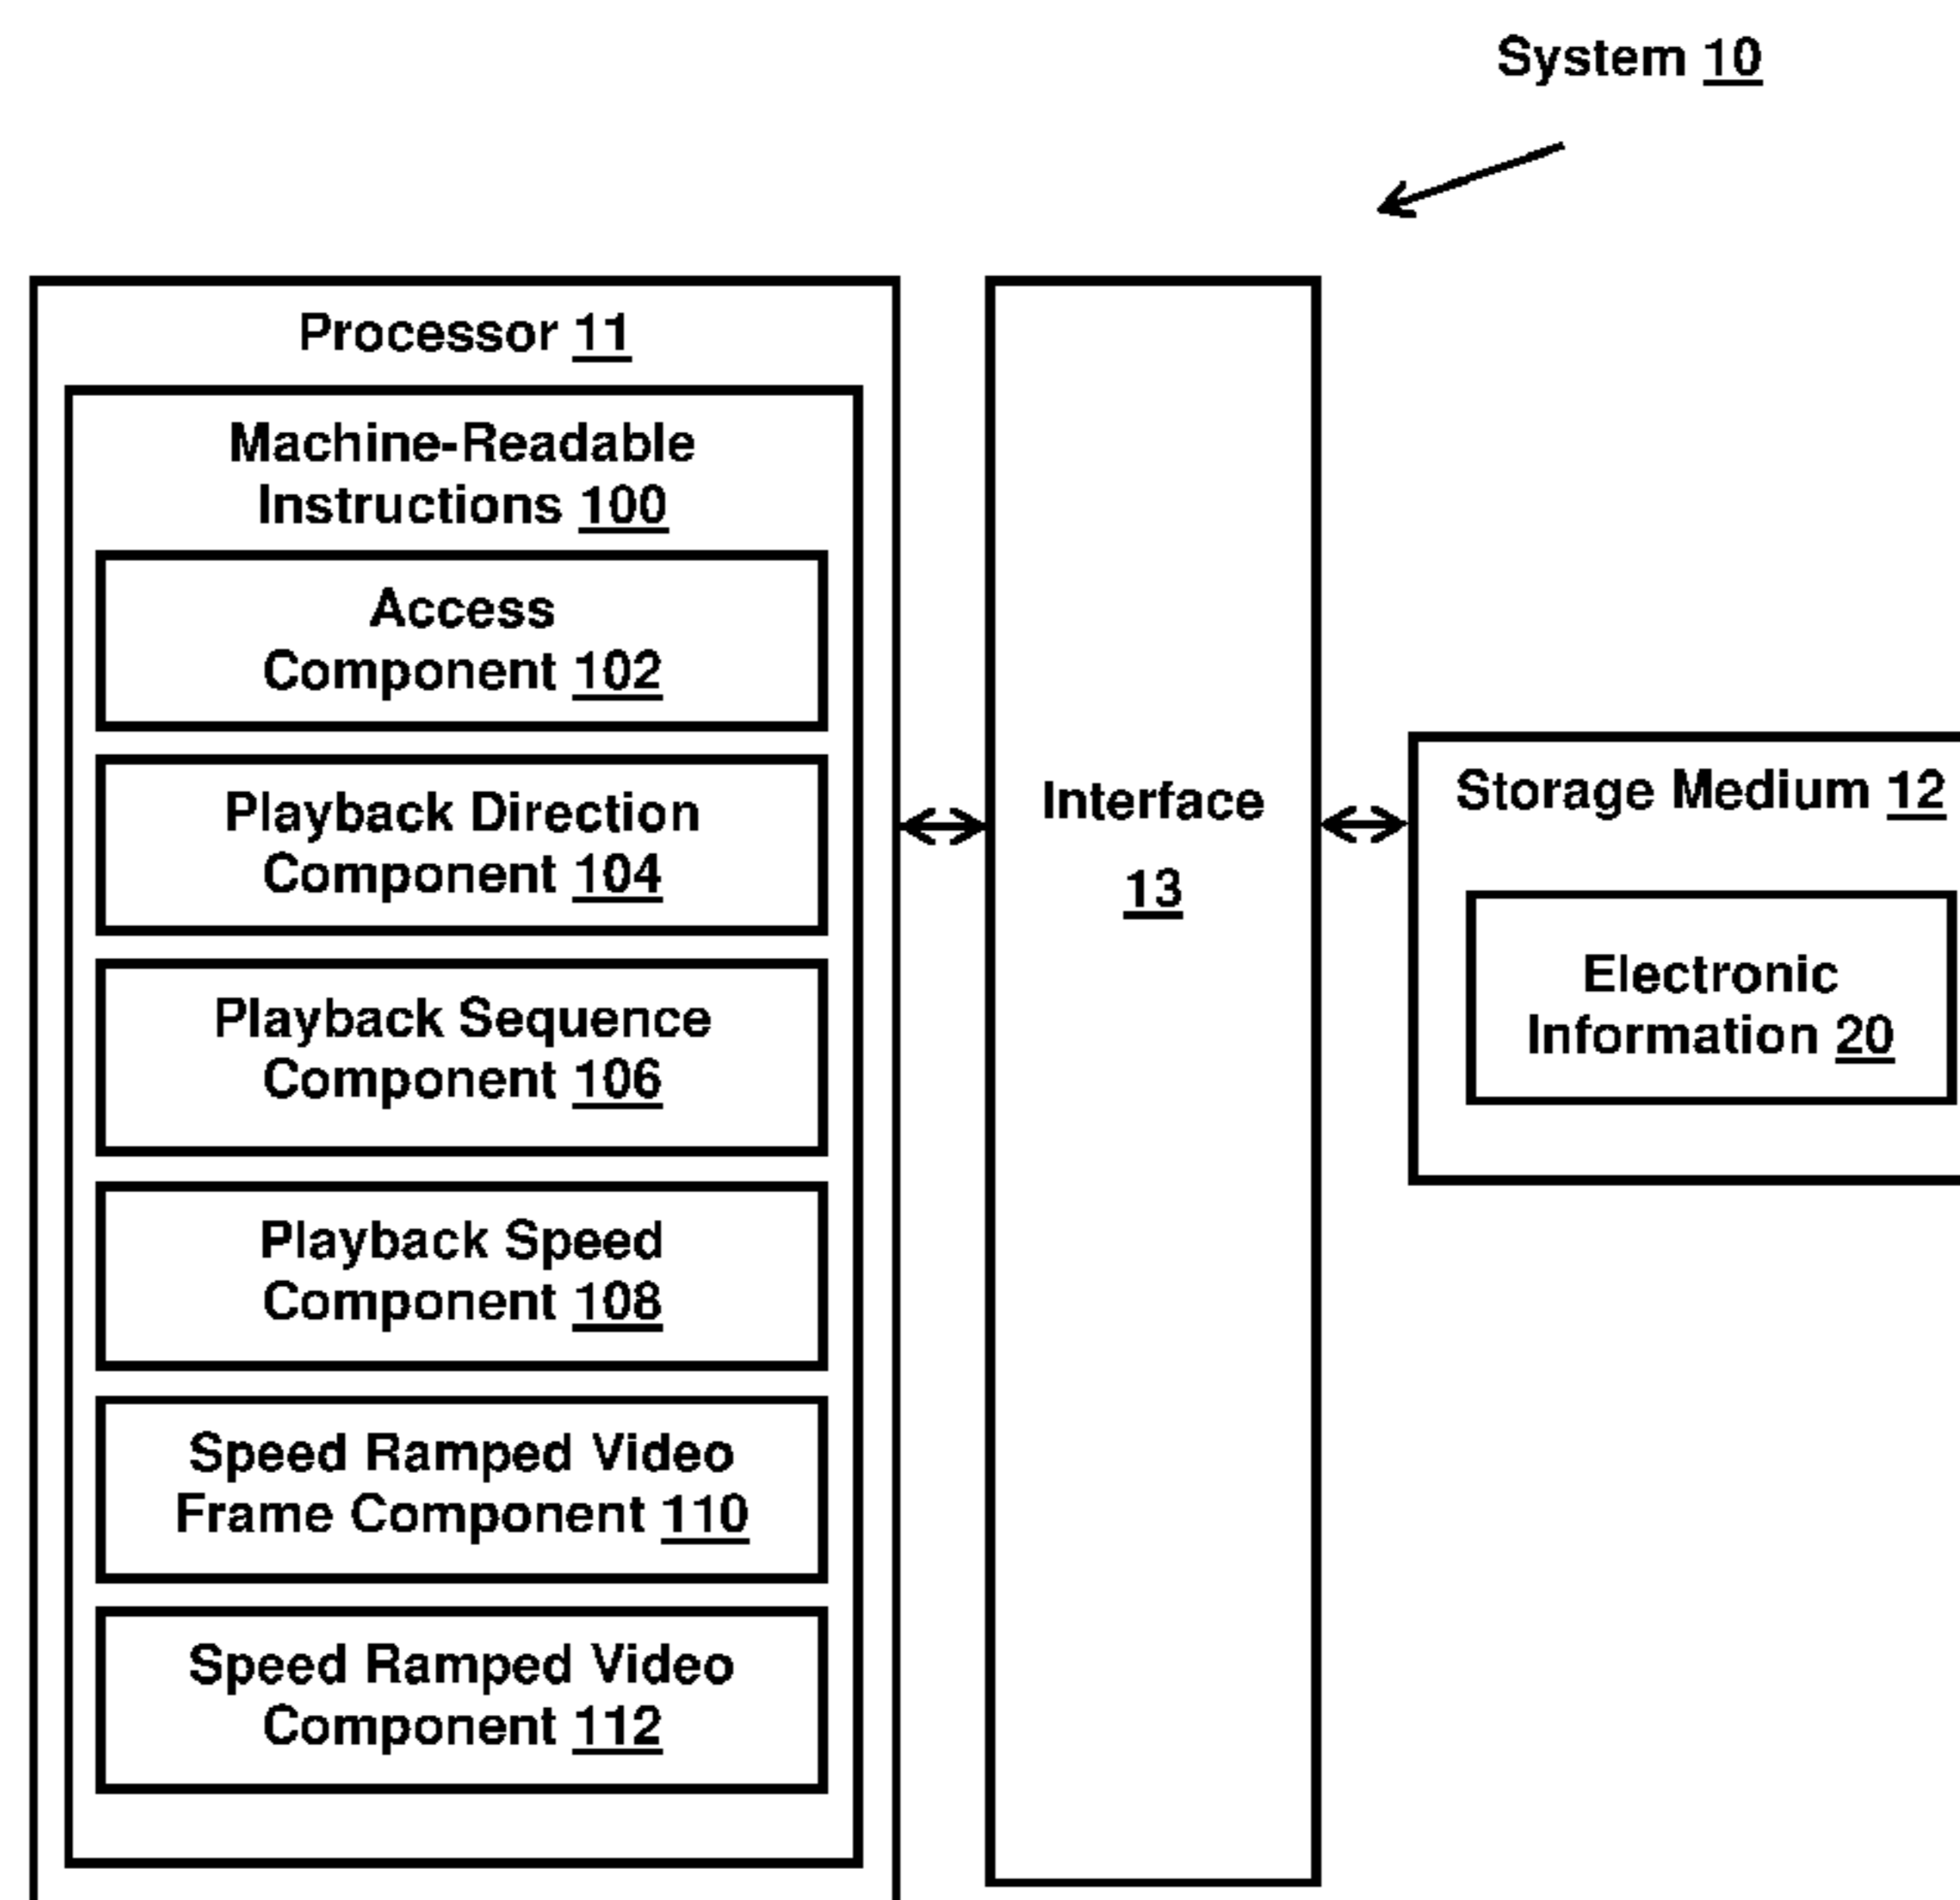 System 10
Processor 11
Machine-Readable
Instructions 100
Access
Component 102
Playback Direction
Component 104
Playback Sequence
Component 106
Playback Speed
Component 108
Speed Ramped Video
Frame Component 110
Speed Ramped Video
Component 112
Interface
13
Storage Medium 12
Electronic
Information 20